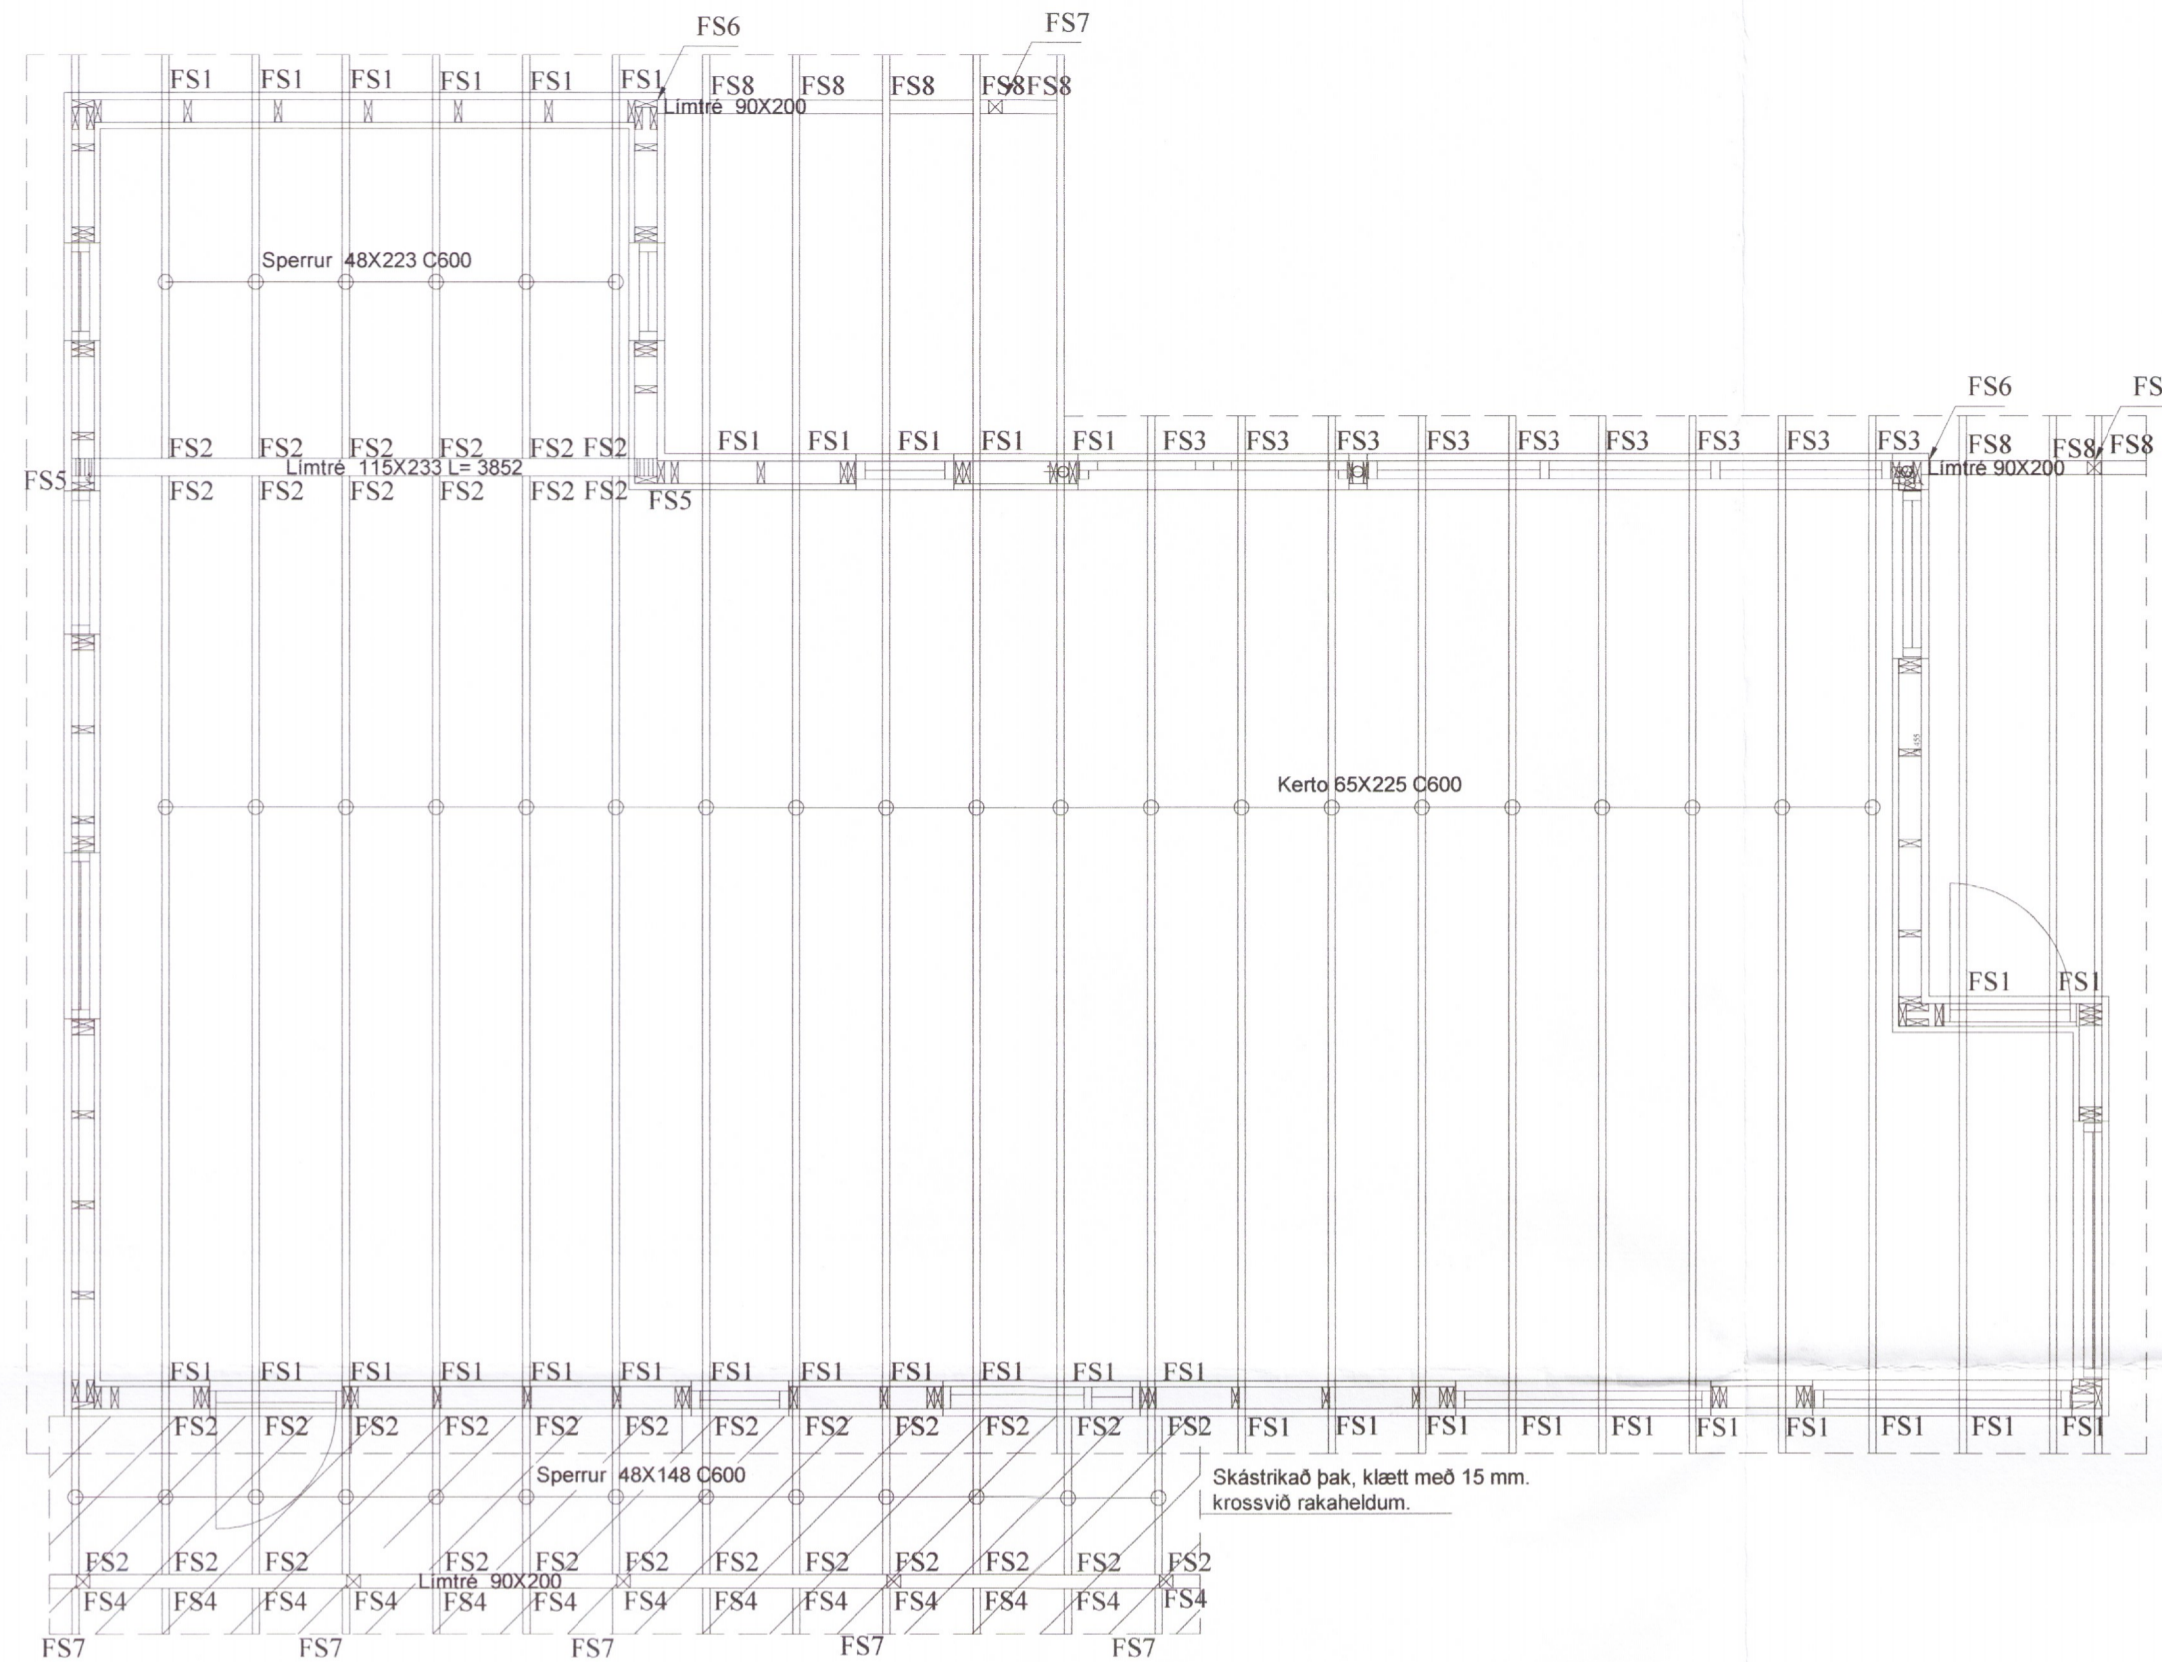 FS6
FS7
FS1 FS1 FS1 FS1 FS1 FS1 FS8 FS8 FS8 FS8 FS8
Límtré 90X200
Sperrur 48X223 C600
FS6
FS
FS2 FS2 FS2 FS2 FS2 FS2 FS1 FS1 FS1 FS1 FS1 FS3 FS3 FS3 FS3 FS3 FS3 FS3 FS3 FS3 FS8 FS8 FS8
FS5 Límtré 115X233 L= 3852 Límtré 90X200
FS2 FS2 FS2 FS2 FS2 FS2 FS5
455
Kerto 65X225 C600
FS1 FS1
FS1 FS1 FS1 FS1 FS1 FS1 FS1 FS1 FS1 FS1 FS1 FS1
FS2 FS2 FS2 FS2 FS2 FS2 FS2 FS2 FS2 FS2 FS2 FS2 FS1 FS1 FS1 FS1 FS1 FS1 FS1 FS1 FS1 FS1
Sperrur 48X148 C600
Skástrikað þak, klætt með 15 mm.
krossvið rakaheldum.
FS2 FS2 FS2 FS2 FS2 FS2 FS2 FS2 FS2 FS2 FS2 FS2
Límtré 90X200
FS4 FS4 FS4 FS4 FS4 FS4 FS4 FS4 FS4 FS4 FS4 FS4 FS4
FS7 FS7 FS7 FS7 FS7